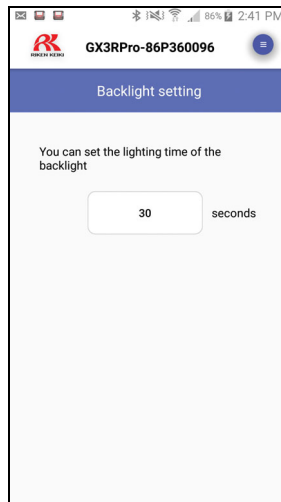 86% 2:41 PM
RK
RIKEN KEIKI
GX3RPro-86P360096
Backlight setting
You can set the lighting time of the
backlight
30 seconds